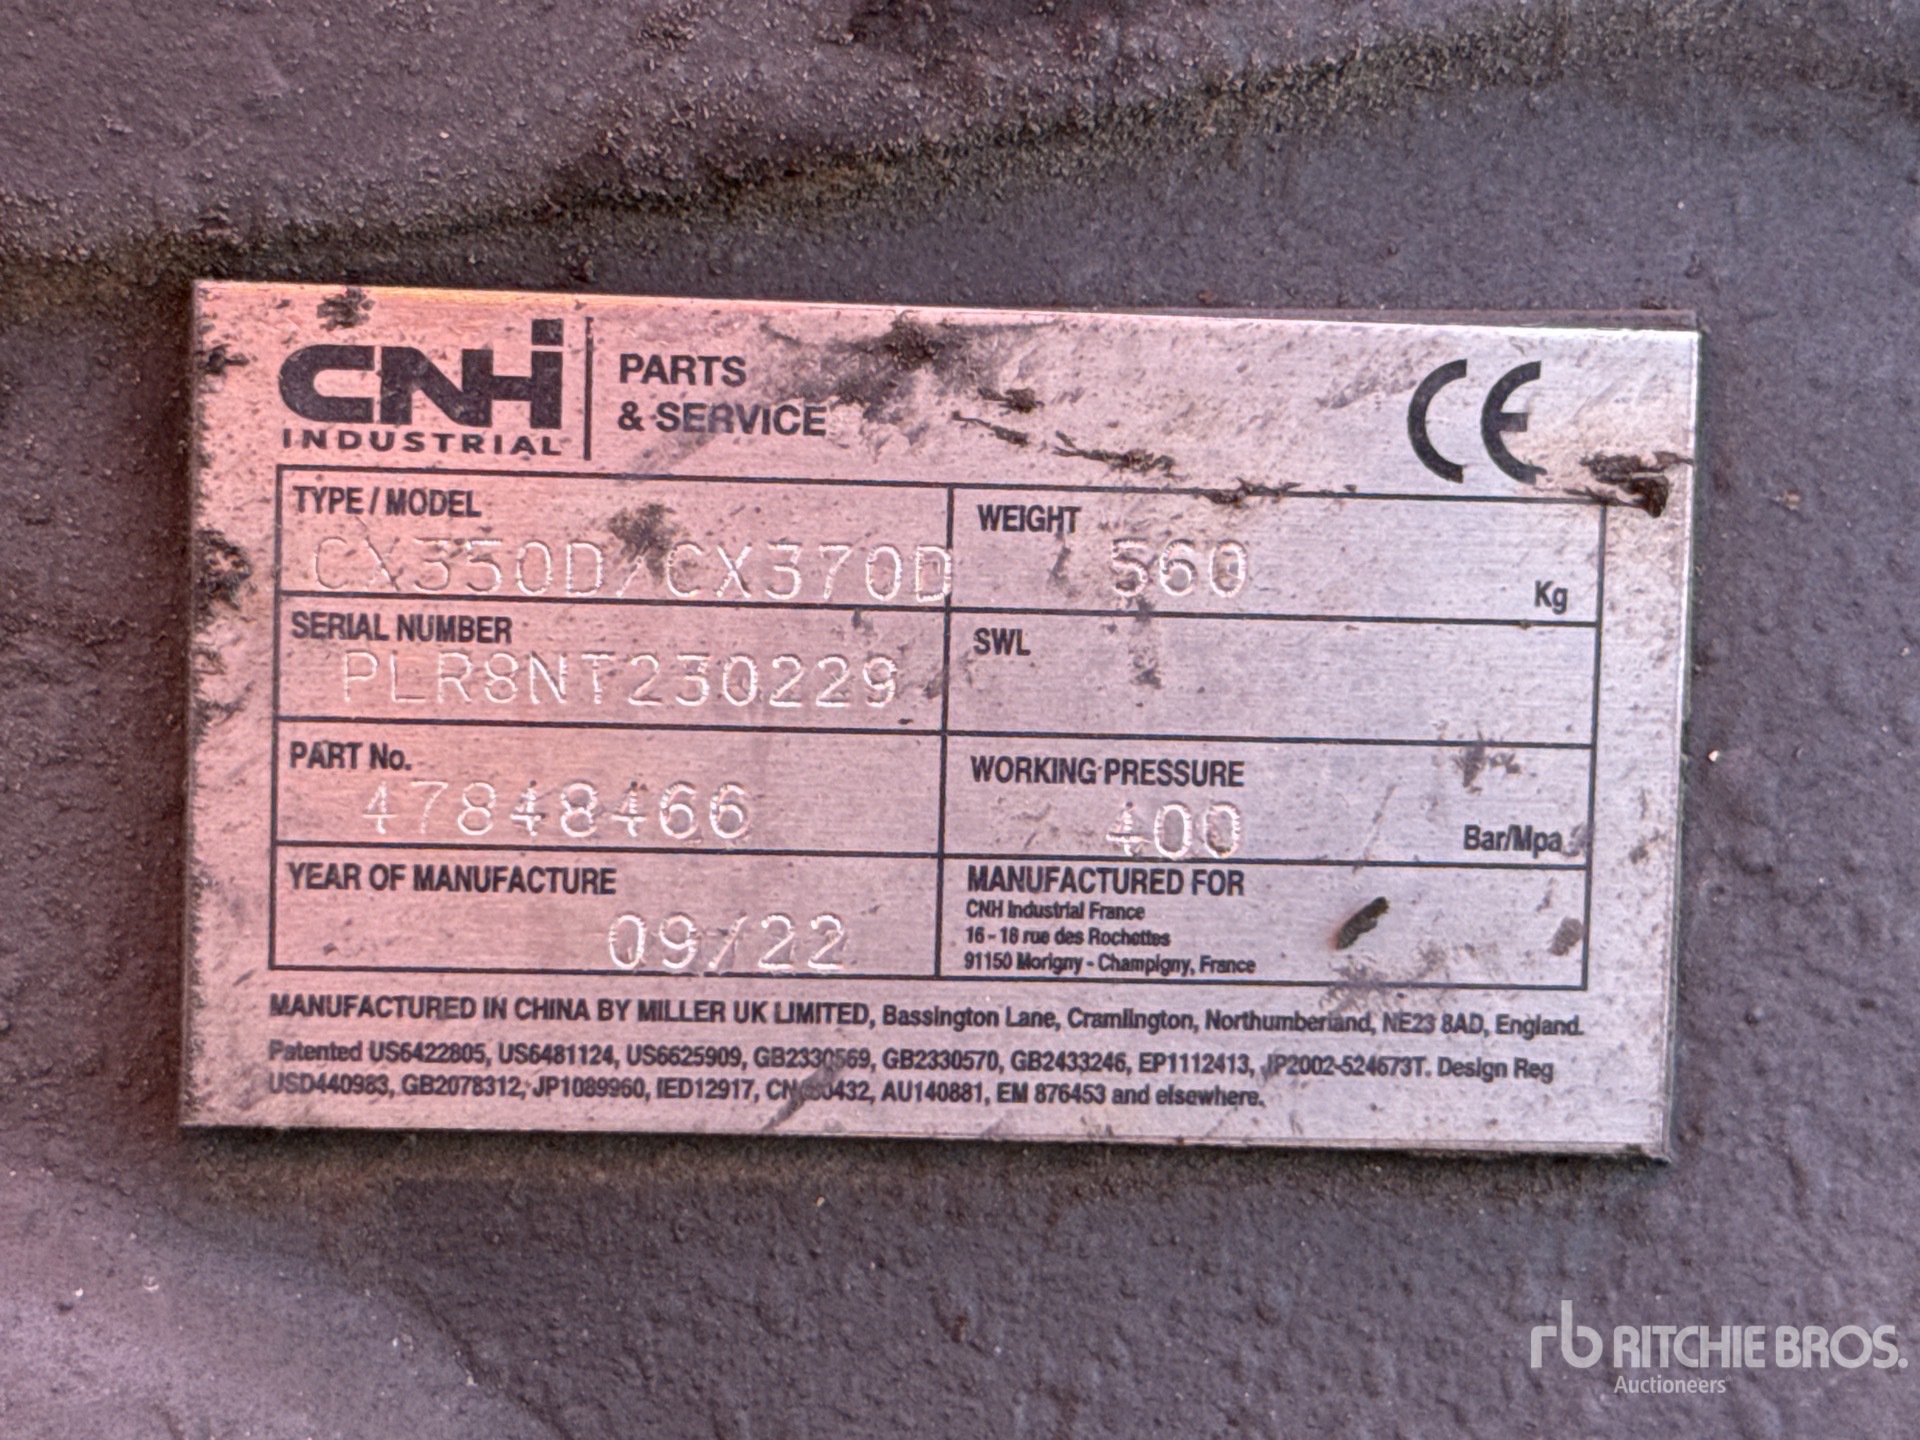 CNH
INDUSTRIAL
PARTS
& SERVICE
CE
TYPE / MODEL
CX350D/CX370D
WEIGHT
560
Kg
SERIAL NUMBER
PLR8NT230229
SWL
PART No.
47848466
WORKING PRESSURE
400
Bar/Mpa
YEAR OF MANUFACTURE
09/22
MANUFACTURED FOR
CNH Industrial France
16 - 18 rue des Rochettes
91150 Morigny - Champigny, France
MANUFACTURED IN CHINA BY MILLER UK LIMITED, Bassington Lane, Cramlington, Northumberland, NE23 8AD, England.
Patented US6422805, US6481124, US6625909, GB2330569, GB2330570, GB2433246, EP1112413, JP2002-524673T. Design Reg
USD440983, GB2078312, JP1089960, IED12917, AU140881, EM 876453 and elsewhere.
rb RITCHIE BROS.
Auctioneers